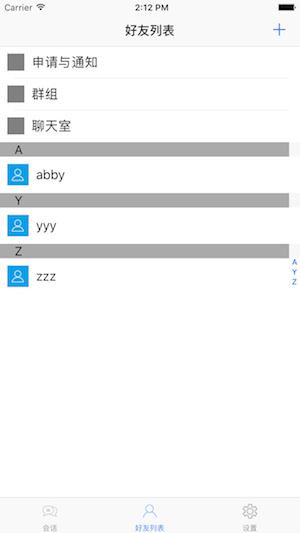 Carrier 2:12 PM
好友列表 +
申请与通知
群组
聊天室
A
abby
Y
yyy
Z
zzz
A
Y
Z
会话 好友列表 设置